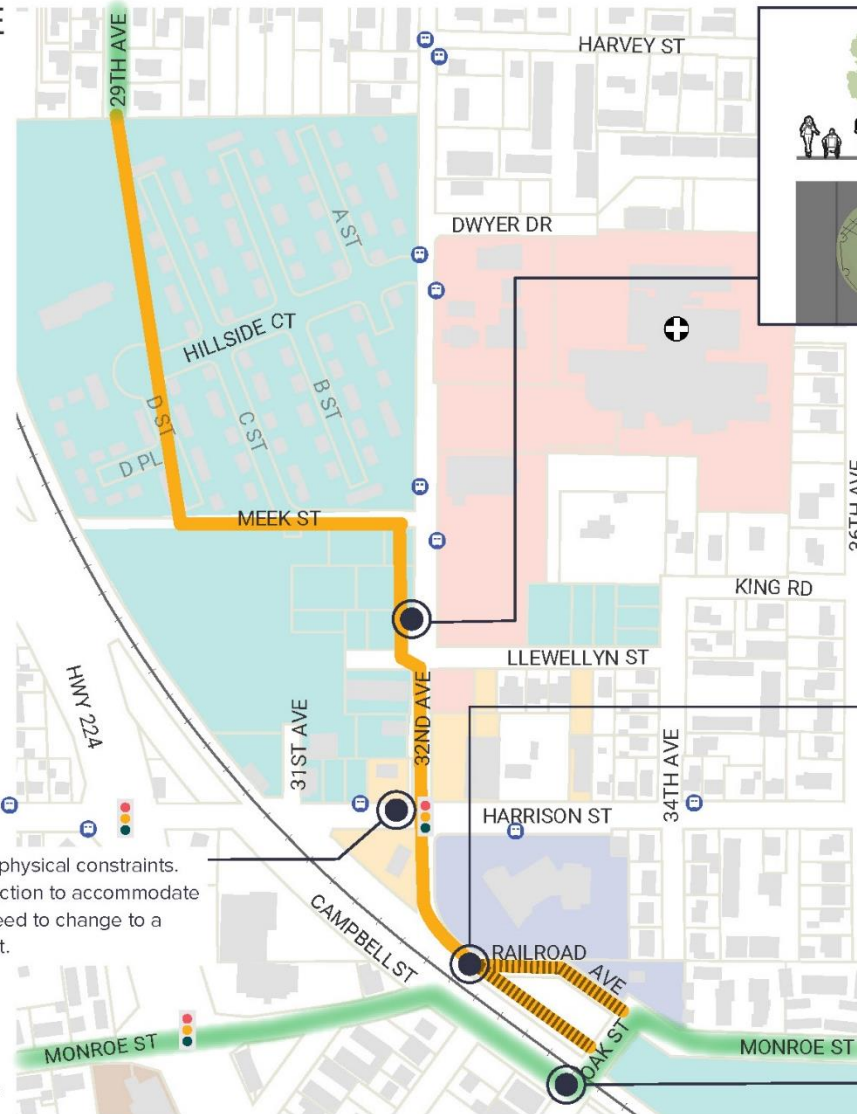 29TH AVE
HARVEY ST
DWYER DR
A ST
HILLSIDE CT
B ST
C ST
D ST
D PL
MEEK ST
36TH AVE
KING RD
LLEWELLYN ST
HWY 224
31ST AVE
32ND AVE
34TH AVE
HARRISON ST
physical constraints.
ction to accommodate
eed to change to a
t.
CAMPBELL ST
RAILROAD
AVE
OAK ST
MONROE ST
MONROE ST